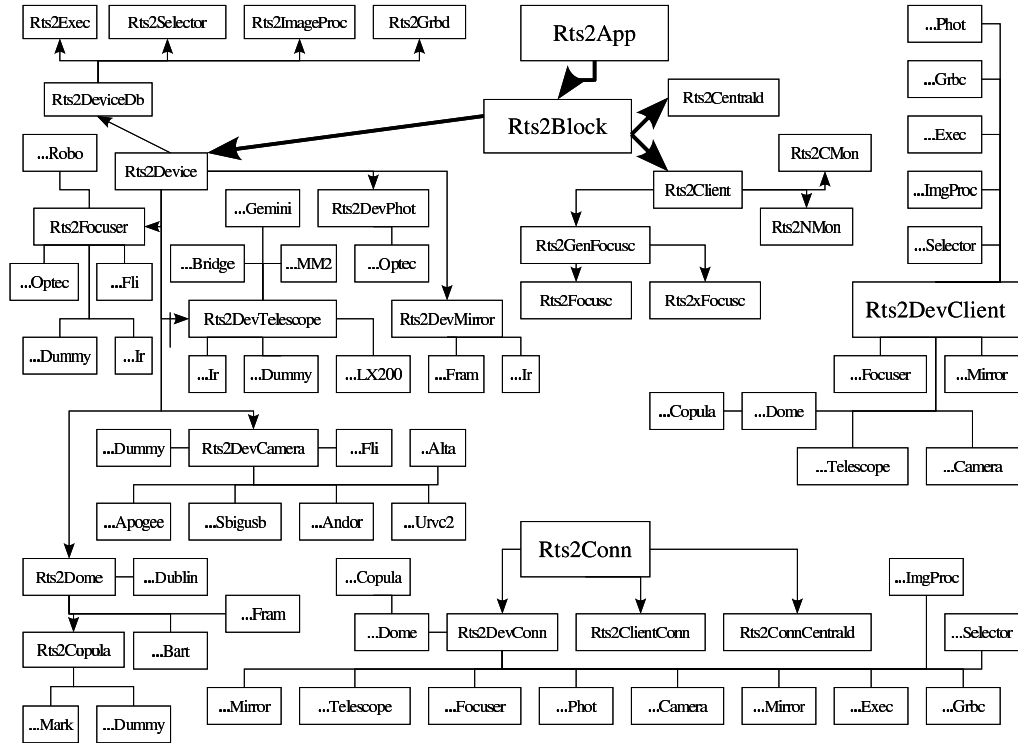 Rts2Exec
Rts2Selector
Rts2ImageProc
Rts2Grbd
Rts2App
...Phot
Rts2DeviceDb
Rts2Block
Rts2Centrald
...Grbc
...Robo
Rts2Device
Rts2CMon
...Exec
Rts2Client
...ImgProc
Rts2Focuser
...Gemini
Rts2DevPhot
Rts2NMon
Rts2GenFocusc
...Selector
...Optec
...Fli
...Bridge
...MM2
...Optec
Rts2Focusc
Rts2xFocusc
Rts2DevTelescope
Rts2DevMirror
Rts2DevClient
...Dummy
...Ir
...Ir
...Dummy
...LX200
...Fram
...Ir
...Focuser
...Mirror
...Copula
...Dome
...Dummy
Rts2DevCamera
...Fli
..Alta
...Telescope
...Camera
...Apogee
...Sbigusb
...Andor
...Urvc2
Rts2Conn
Rts2Dome
...Dublin
...Copula
...ImgProc
...Fram
...Dome
Rts2DevConn
Rts2ClientConn
Rts2ConnCentrald
...Selector
Rts2Copula
...Bart
...Mark
...Dummy
...Mirror
...Telescope
...Focuser
...Phot
...Camera
...Mirror
...Exec
...Grbc